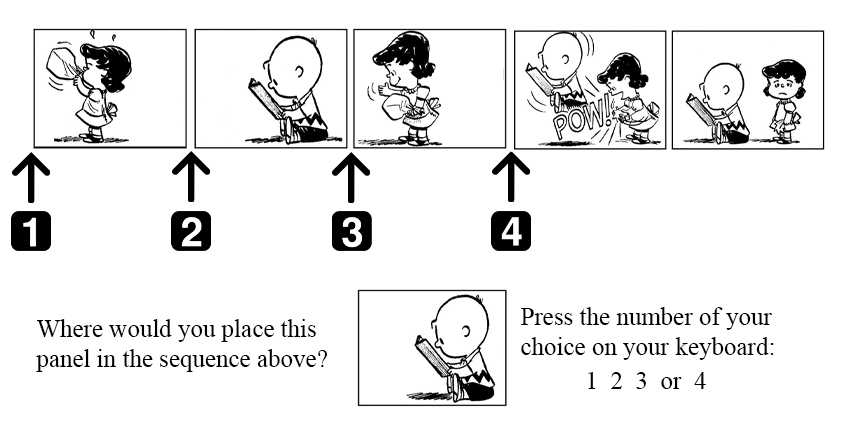 POW!
1 2 3 4
Where would you place this
panel in the sequence above?
Press the number of your
choice on your keyboard:
1 2 3 or 4